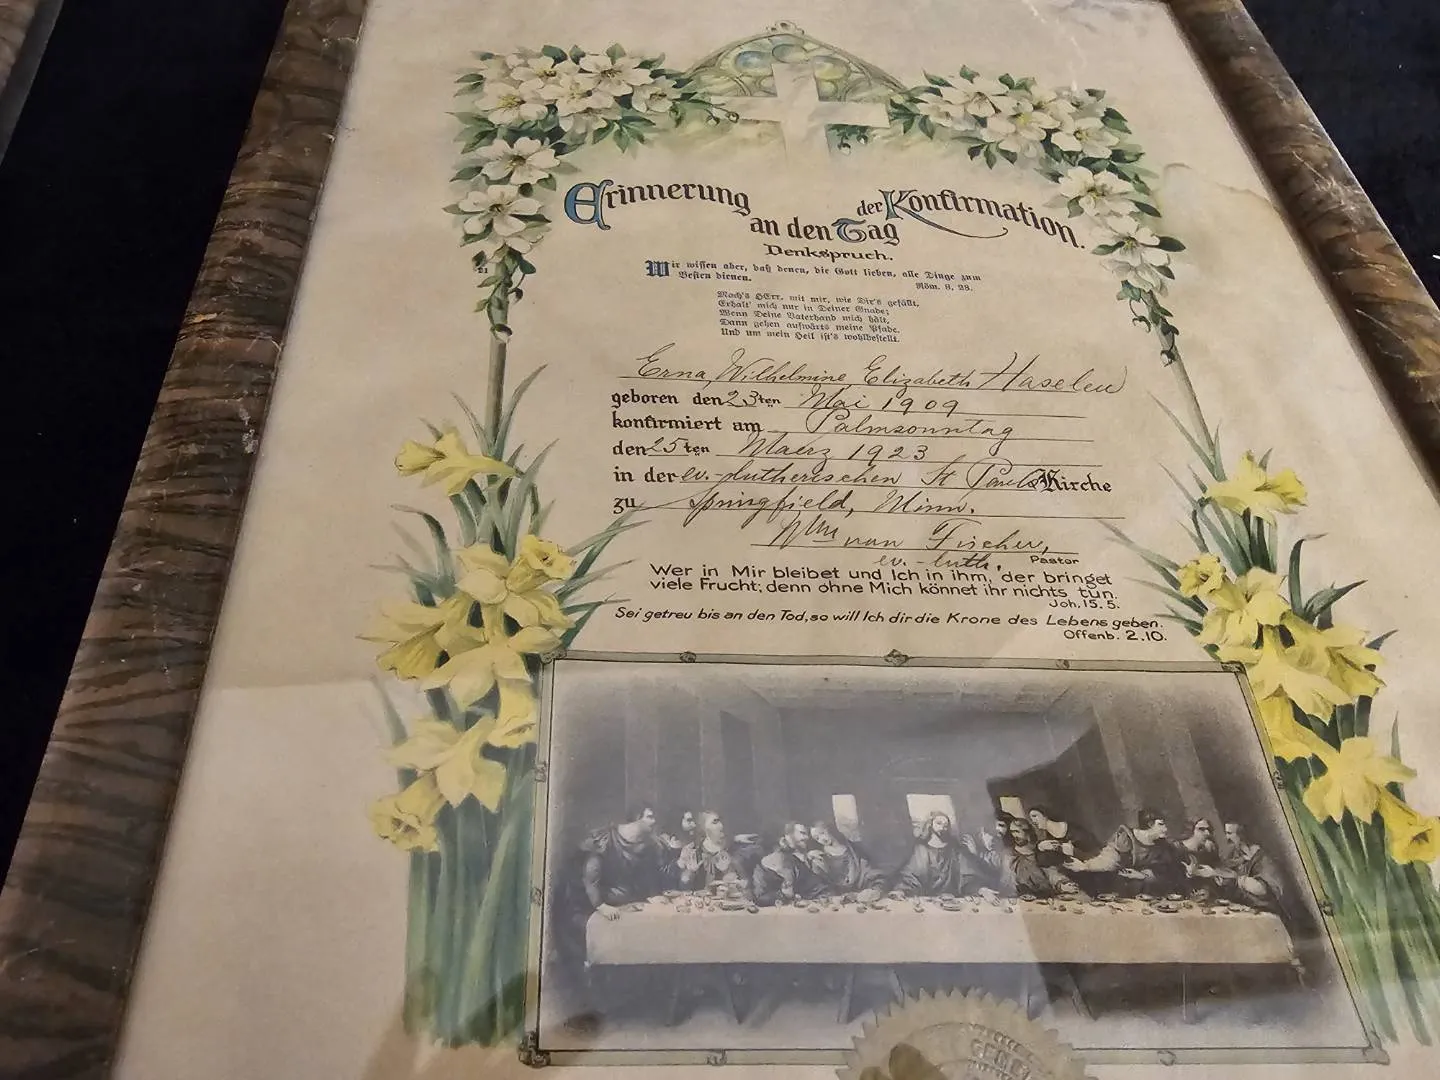 Erinnerung
an den Tag
der Konfirmation.
Denkspruch.
Wir wissen aber, daß denen, die Gott lieben, alle Dinge zum
Besten dienen.
Röm. 8, 28.
Mach's HErr, mit mir, wie Dir's gefällt,
Erhalt' mich nur in Deiner Gnade;
Wenn Deine Vaterhand mich hält,
Dann gehen aufwärts meine Pfade,
Und um mein Heil ist's wohlbestellt.
21
Erna, Wilhelmine, Elizabeth
geboren den 23ten Mai 1909
konfirmiert am Palmsonntag
den 25ten Maerz 1923
in der ev.-lutherischen St Pauls Kirche
zu Springfield, Minn.
Wm von Fischer,
ev.-luth. Pastor
Wer in Mir bleibet und Ich in ihm, der bringet
viele Frucht; denn ohne Mich könnet ihr nichts tun.
Joh. 15. 5.
Sei getreu bis an den Tod, so will Ich dir die Krone des Lebens geben.
Offenb. 2.10.